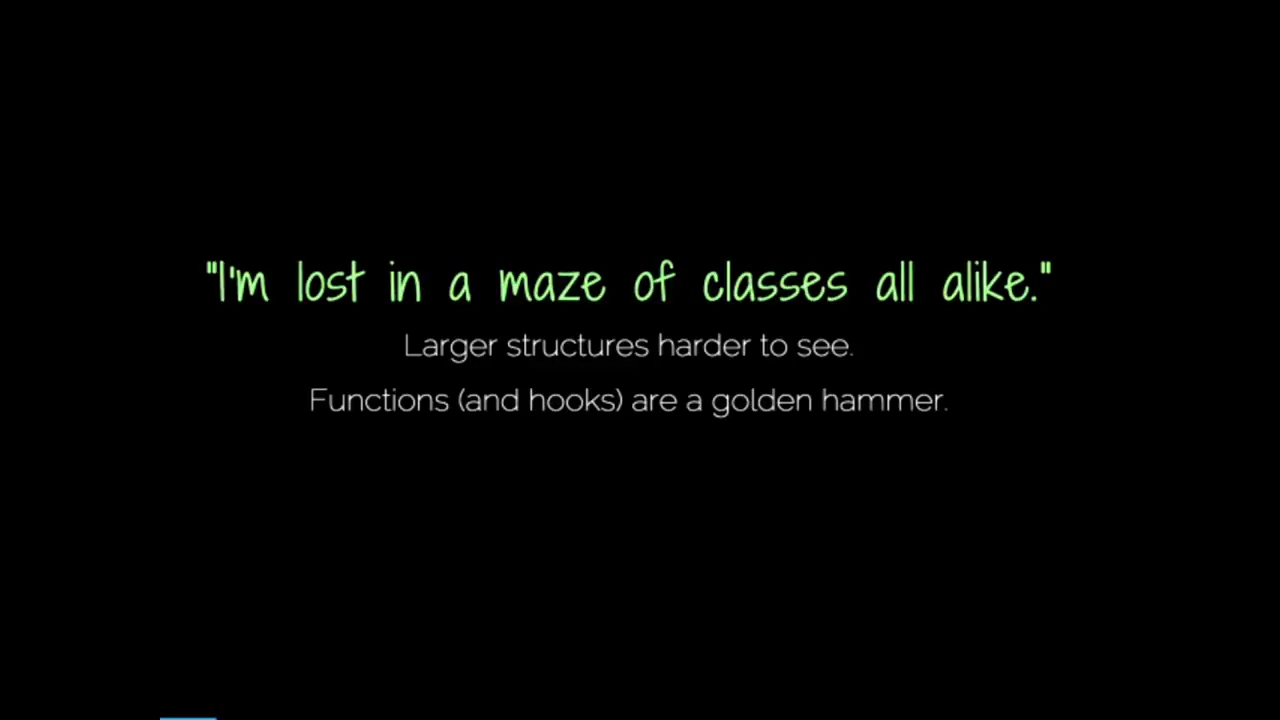 "I'm lost in a maze of classes all alike."
Larger structures harder to see.
Functions (and hooks) are a golden hammer.